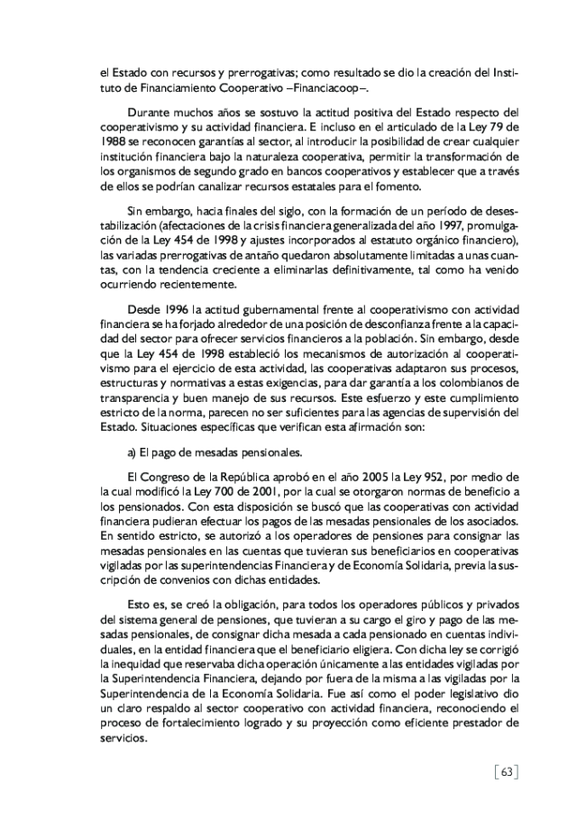 el Estado con recursos y prerrogativas; como resultado se dio la creación del Insti-
tuto de Financiamiento Cooperativo –Financiacoop–.
Durante muchos años se sostuvo la actitud positiva del Estado respecto del
cooperativismo y su actividad financiera. E incluso en el articulado de la Ley 79 de
1988 se reconocen garantías al sector, al introducir la posibilidad de crear cualquier
institución financiera bajo la naturaleza cooperativa, permitir la transformación de
los organismos de segundo grado en bancos cooperativos y establecer que a través
de ellos se podrían canalizar recursos estatales para el fomento.
Sin embargo, hacia finales del siglo, con la formación de un período de deses-
tabilización (afectaciones de la crisis financiera generalizada del año 1997, promulga-
ción de la Ley 454 de 1998 y ajustes incorporados al estatuto orgánico financiero),
las variadas prerrogativas de antaño quedaron absolutamente limitadas a unas cuan-
tas, con la tendencia creciente a eliminarlas definitivamente, tal como ha venido
ocurriendo recientemente.
Desde 1996 la actitud gubernamental frente al cooperativismo con actividad
financiera se ha forjado alrededor de una posición de desconfianza frente a la capaci-
dad del sector para ofrecer servicios financieros a la población. Sin embargo, desde
que la Ley 454 de 1998 estableció los mecanismos de autorización al cooperati-
vismo para el ejercicio de esta actividad, las cooperativas adaptaron sus procesos,
estructuras y normativas a estas exigencias, para dar garantía a los colombianos de
transparencia y buen manejo de sus recursos. Este esfuerzo y este cumplimiento
estricto de la norma, parecen no ser suficientes para las agencias de supervisión del
Estado. Situaciones específicas que verifican esta afirmación son:
a) El pago de mesadas pensionales.
El Congreso de la República aprobó en el año 2005 la Ley 952, por medio de
la cual modificó la Ley 700 de 2001, por la cual se otorgaron normas de beneficio a
los pensionados. Con esta disposición se buscó que las cooperativas con actividad
financiera pudieran efectuar los pagos de las mesadas pensionales de los asociados.
En sentido estricto, se autorizó a los operadores de pensiones para consignar las
mesadas pensionales en las cuentas que tuvieran sus beneficiarios en cooperativas
vigiladas por las superintendencias Financiera y de Economía Solidaria, previa la sus-
cripción de convenios con dichas entidades.
Esto es, se creó la obligación, para todos los operadores públicos y privados
del sistema general de pensiones, que tuvieran a su cargo el giro y pago de las me-
sadas pensionales, de consignar dicha mesada a cada pensionado en cuentas indivi-
duales, en la entidad financiera que el beneficiario eligiera. Con dicha ley se corrigió
la inequidad que reservaba dicha operación únicamente a las entidades vigiladas por
la Superintendencia Financiera, dejando por fuera de la misma a las vigiladas por la
Superintendencia de la Economía Solidaria. Fue así como el poder legislativo dio
un claro respaldo al sector cooperativo con actividad financiera, reconociendo el
proceso de fortalecimiento logrado y su proyección como eficiente prestador de
servicios.
[ 63 ]